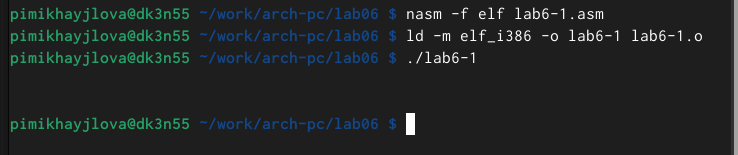 pimikhayjlova@dk3n55 ~/work/arch-pc/lab06 $ nasm -f elf lab6-1.asm
pimikhayjlova@dk3n55 ~/work/arch-pc/lab06 $ ld -m elf_i386 -o lab6-1 lab6-1.o
pimikhayjlova@dk3n55 ~/work/arch-pc/lab06 $ ./lab6-1
pimikhayjlova@dk3n55 ~/work/arch-pc/lab06 $